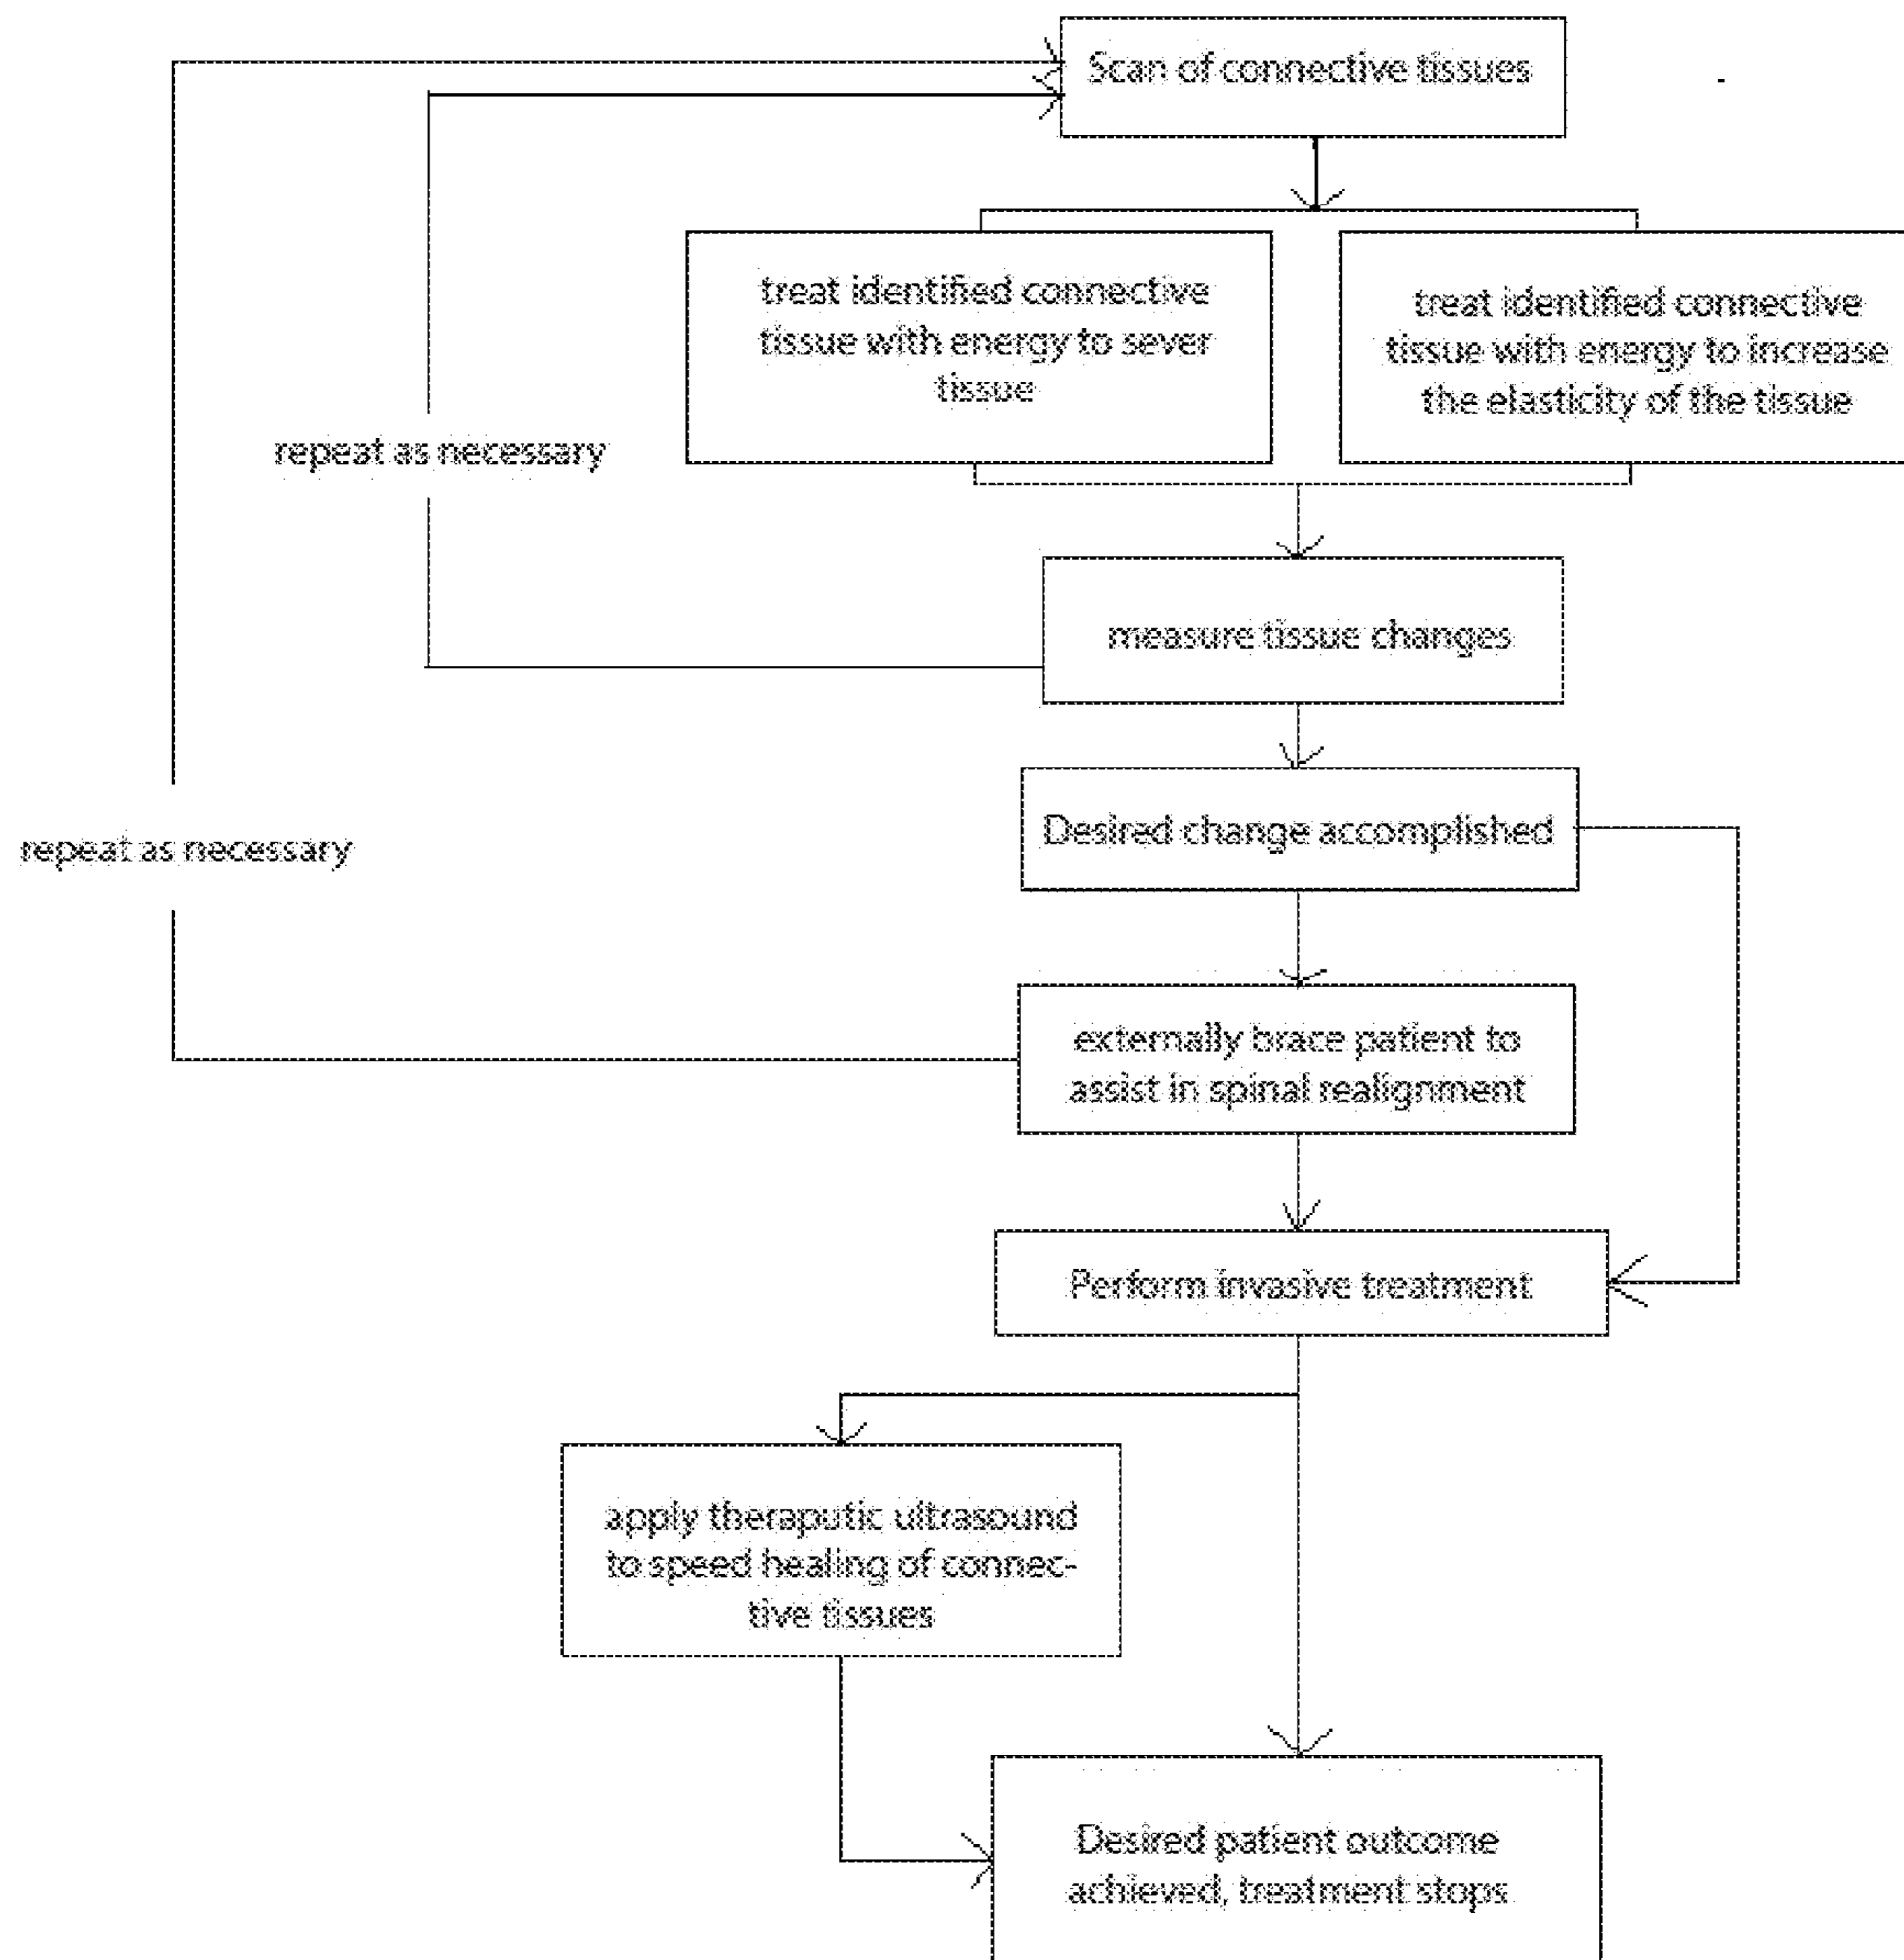 Scan of connective tissues
treat identified connective
tissue with energy to sever
tissue
treat identified connective
tissue with energy to increase
the elasticity of the tissue
repeat as necessary
measure tissue changes
Desired change accomplished
repeat as necessary
externally brace patient to
assist in spinal realignment
Perform invasive treatment
apply theraputic ultrasound
to speed healing of connec-
tive tissues
Desired patient outcome
achieved, treatment stops